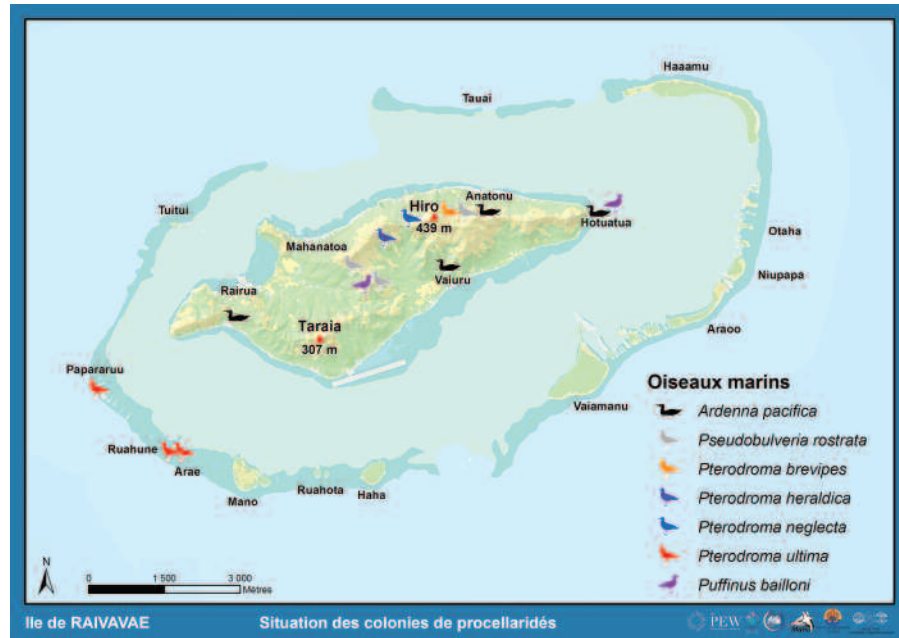 Haaamu
Tauai
Tuitui
Anatonu
Hiro
439 m
Hotuatua
Mahanatoa
Otaha
Niupapa
Vaiuru
Rairua
Taraia
307 m
Araoo
Papararuu
Vaiamanu
Ruahune
Arae
Mano
Ruahota
Haha
Oiseaux marins
Ardenna pacifica
Pseudobulveria rostrata
Pterodroma brevipes
Pterodroma heraldica
Pterodroma neglecta
Pterodroma ultima
Puffinus bailloni
N
0 1 500 3 000
Mètres
Ile de RAIVAVAE Situation des colonies de procellaridés
PEW